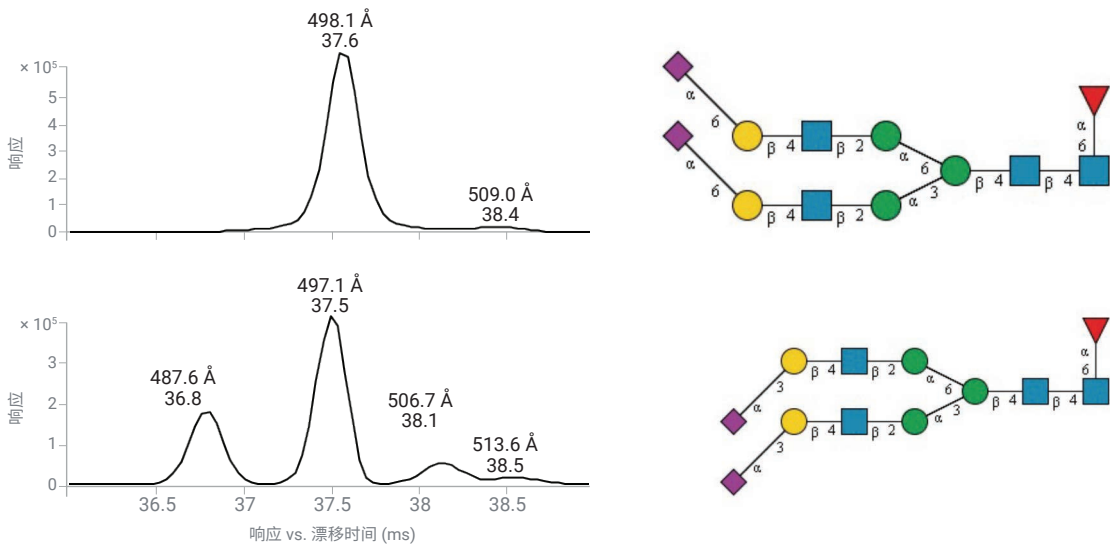 498.1 Å
37.6
× 10⁵
5
4
3
2
1
0
响应
509.0 Å
38.4
α
6
β 4 β 2
α
6
α
6
β 4 β 2
α
3
β 4 β 4
α
6
497.1 Å
37.5
× 10⁵
3
2
1
0
响应
487.6 Å
36.8
506.7 Å
38.1
513.6 Å
38.5
36.5 37 37.5 38 38.5
响应 vs. 漂移时间 (ms)
β 4 β 2
α
6
3
α
β 4 β 2
α
3
3
α
β 4 β 4
α
6